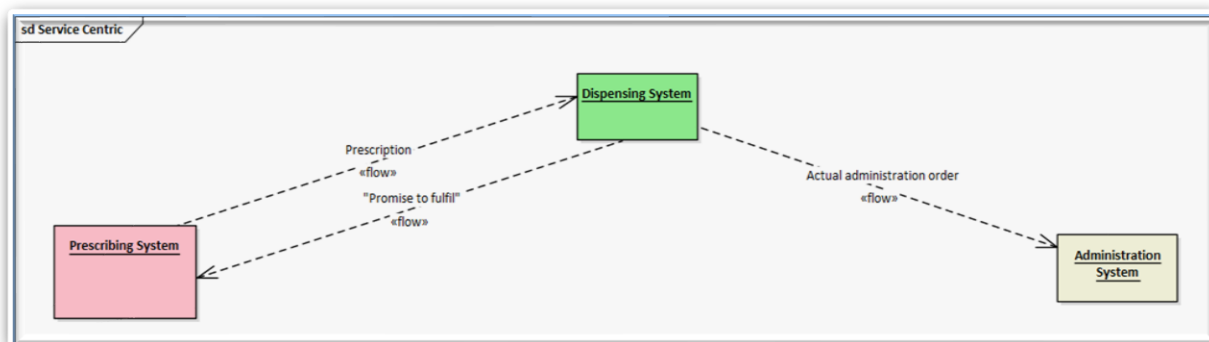 sd Service Centric
Dispensing System
Prescription
«flow»
"Promise to fulfil"
«flow»
Actual administration order
«flow»
Prescribing System
Administration
System